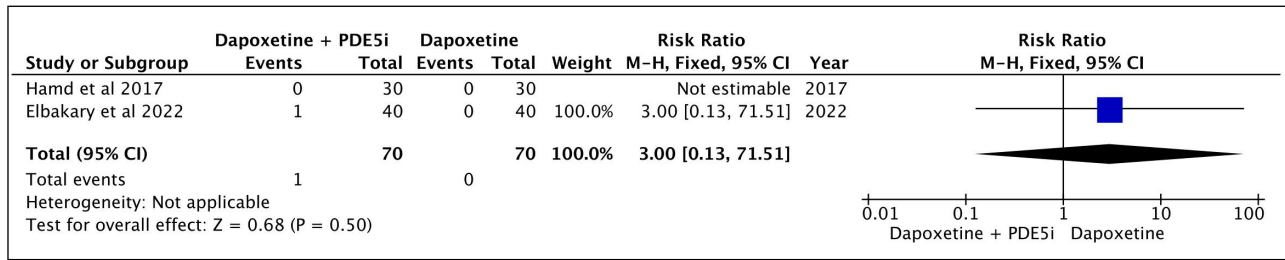 Dapoxetine + PDE5i Dapoxetine Risk Ratio Risk Ratio
Study or Subgroup Events Total Events Total Weight M-H, Fixed, 95% CI Year M-H, Fixed, 95% CI
Hamd et al 2017 0 30 0 30 Not estimable 2017
Elbakary et al 2022 1 40 0 40 100.0% 3.00 [0.13, 71.51] 2022
Total (95% CI) 70 70 100.0% 3.00 [0.13, 71.51]
Total events 1 0
Heterogeneity: Not applicable
Test for overall effect: Z = 0.68 (P = 0.50)
0.01 0.1 1 10 100
Dapoxetine + PDE5i Dapoxetine